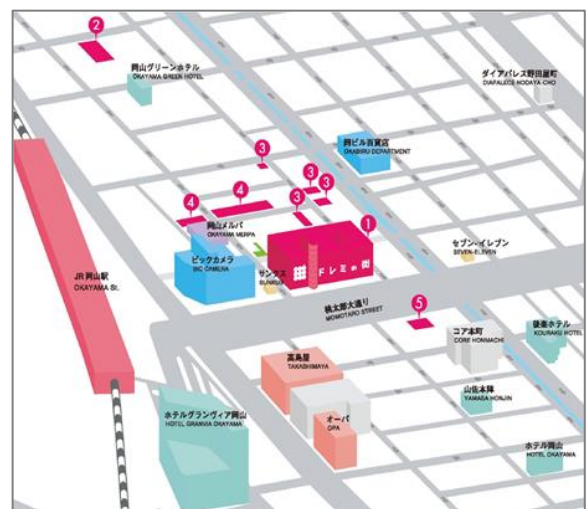 2
岡山グリーンホテル
OKAYAMA GREEN HOTEL
ダイアパレス野田屋町
DIAPALECE NODAYA-CHO
岡ビル百貨店
OKABIRU DEPARTMENT
3
3
3
3
4
4
岡山メルパ
OKAYAMA MERPA
1
ビックカメラ
BIC CAMERA
サンクス
SUNKUS
ドレミの街
セブン-イレブン
SEVEN-ELEVEN
JR 岡山駅
OKAYAMA St.
桃太郎大通り
MOMOTARO STREET
5
コア本町
CORE HONMACHI
後楽ホテル
KOURAKU HOTEL
高島屋
TAKASHIMAYA
山佐本陣
YAMASA HONJIN
ホテルグランヴィア岡山
HOTEL GRANVIA OKAYAMA
オーパ
OPA
ホテル岡山
HOTEL OKAYAMA